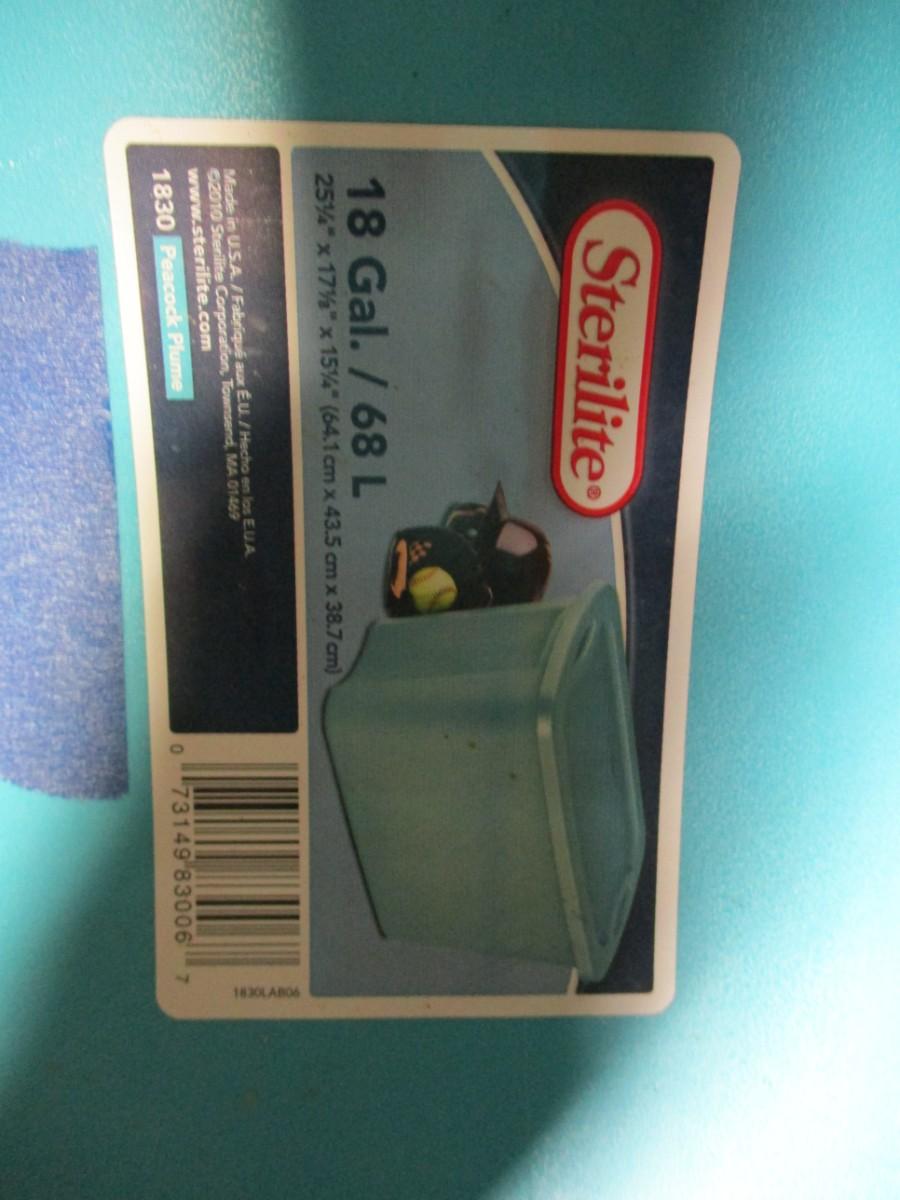 Sterilite®
18 Gal. / 68 L
25¼" x 17⅛" x 15¼" (64.1 cm x 43.5 cm x 38.7 cm)
Made in U.S.A. / Fabriqué aux É.U. / Hecho en los E.U.A.
©2010 Sterilite Corporation, Townsend, MA 01469
www.sterilite.com
1830 Peacock Plume
0 73149 83006 7
1830LAB06